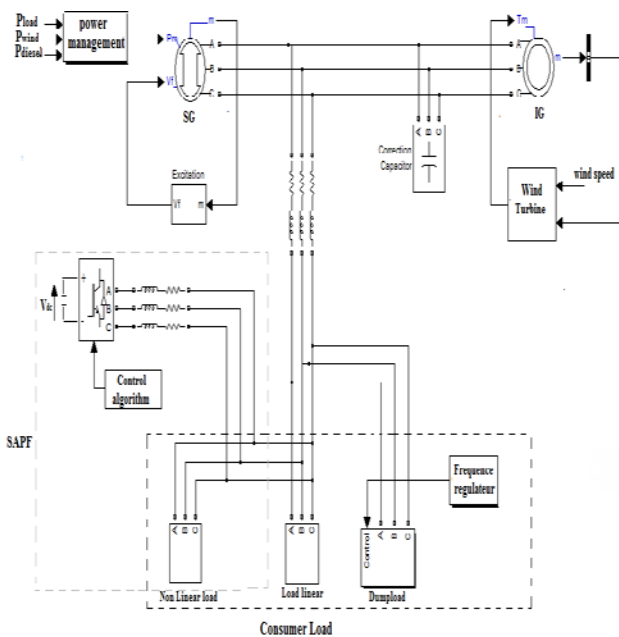 Pload
Pwind
Pdiesel
power
management
Pm
m
A
B
C
Vf
SG
Tm
A
B
C
m
IG
A
B
C
Correction
Capacitor
Wind
Turbine
wind speed
Excitation
Vf
m
Vdc
+
-
A
B
C
Control
algorithm
SAPF
Frequence
regulateur
A
B
C
Non Linear load
A
B
C
Load linear
Control
A
B
C
Dumpload
Consumer Load